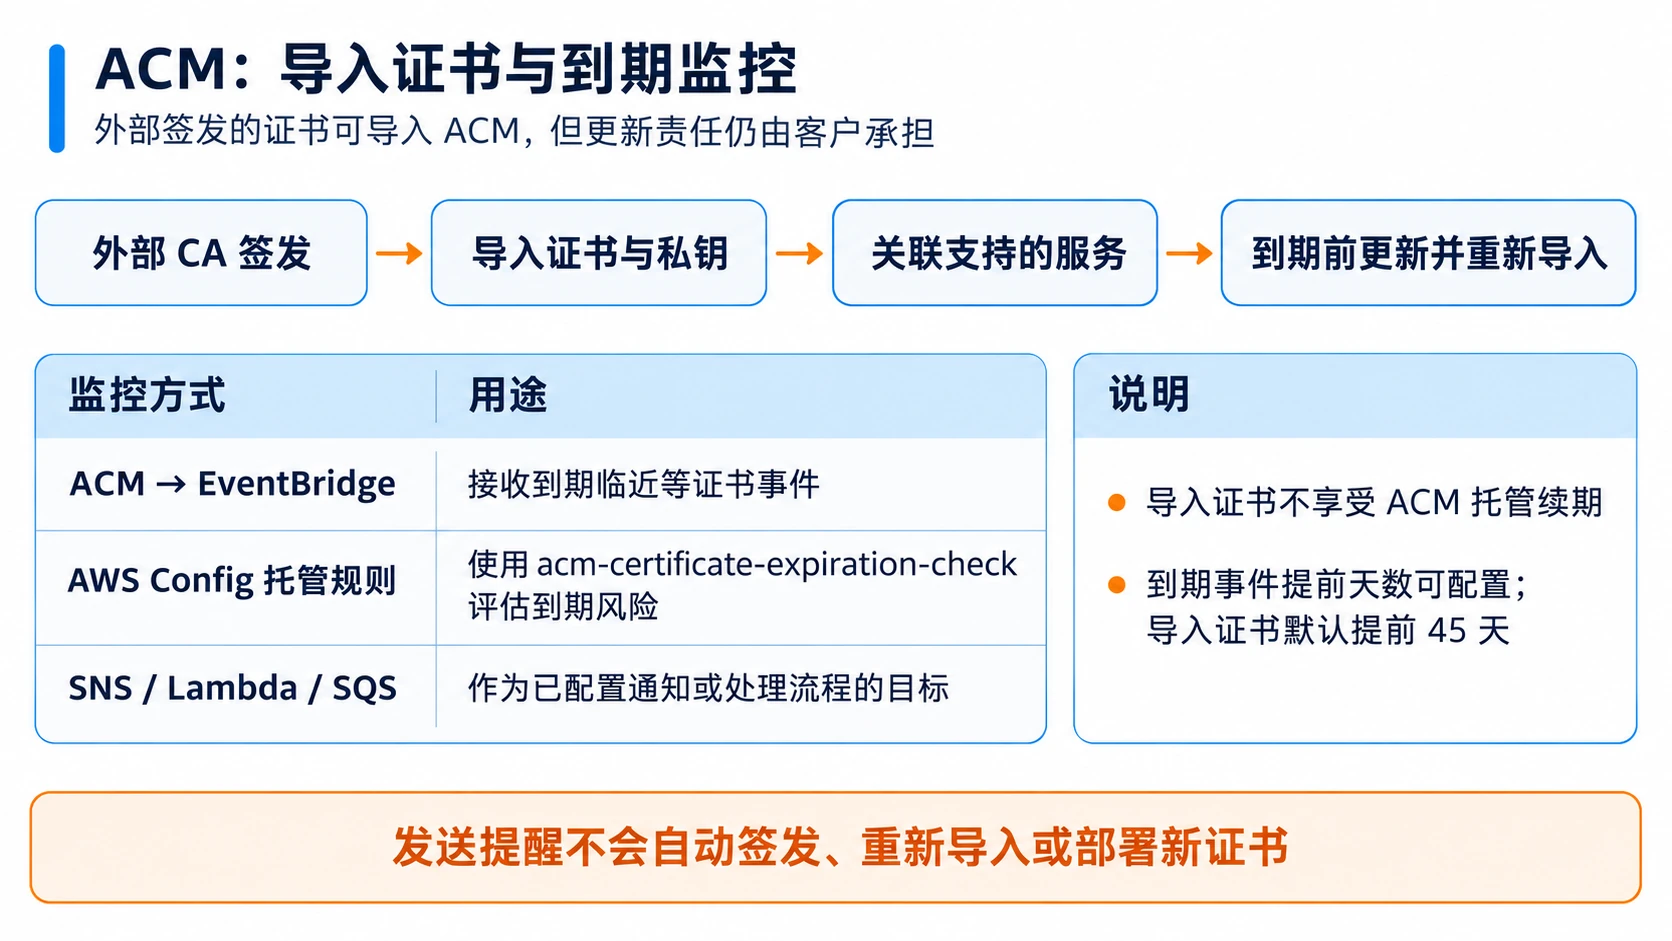 ACM：导入证书与到期监控
外部签发的证书可导入 ACM，但更新责任仍由客户承担
外部 CA 签发
导入证书与私钥
关联支持的服务
到期前更新并重新导入
监控方式
用途
ACM → EventBridge
接收到期临近等证书事件
AWS Config 托管规则
使用 acm-certificate-expiration-check
评估到期风险
SNS / Lambda / SQS
作为已配置通知或处理流程的目标
说明
导入证书不享受 ACM 托管续期
到期事件提前天数可配置；
导入证书默认提前 45 天
发送提醒不会自动签发、重新导入或部署新证书